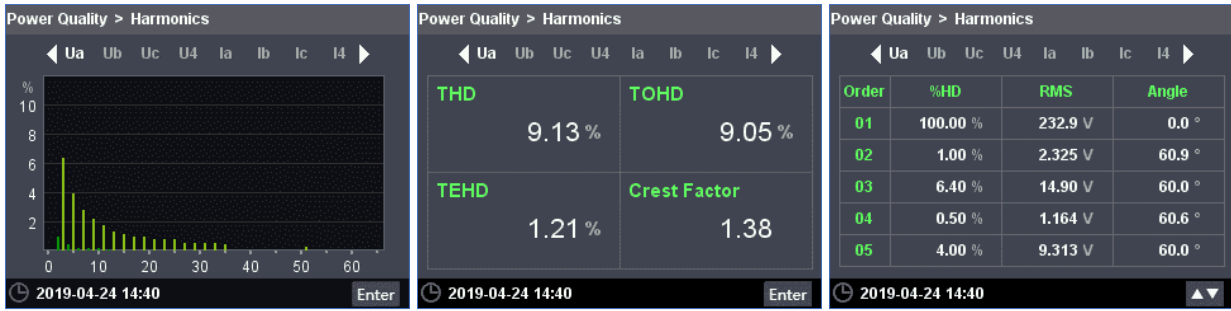 Power Quality > Harmonics
Ua Ub Uc U4 Ia Ib Ic I4
%
10
8
6
4
2
0 10 20 30 40 50 60
2019-04-24 14:40 Enter
Power Quality > Harmonics
Ua Ub Uc U4 Ia Ib Ic I4
THD TOHD
9.13 % 9.05 %
TEHD Crest Factor
1.21 % 1.38
2019-04-24 14:40 Enter
Power Quality > Harmonics
Ua Ub Uc U4 Ia Ib Ic I4
Order %HD RMS Angle
01 100.00 % 232.9 V 0.0 °
02 1.00 % 2.325 V 60.9 °
03 6.40 % 14.90 V 60.0 °
04 0.50 % 1.164 V 60.6 °
05 4.00 % 9.313 V 60.0 °
2019-04-24 14:40